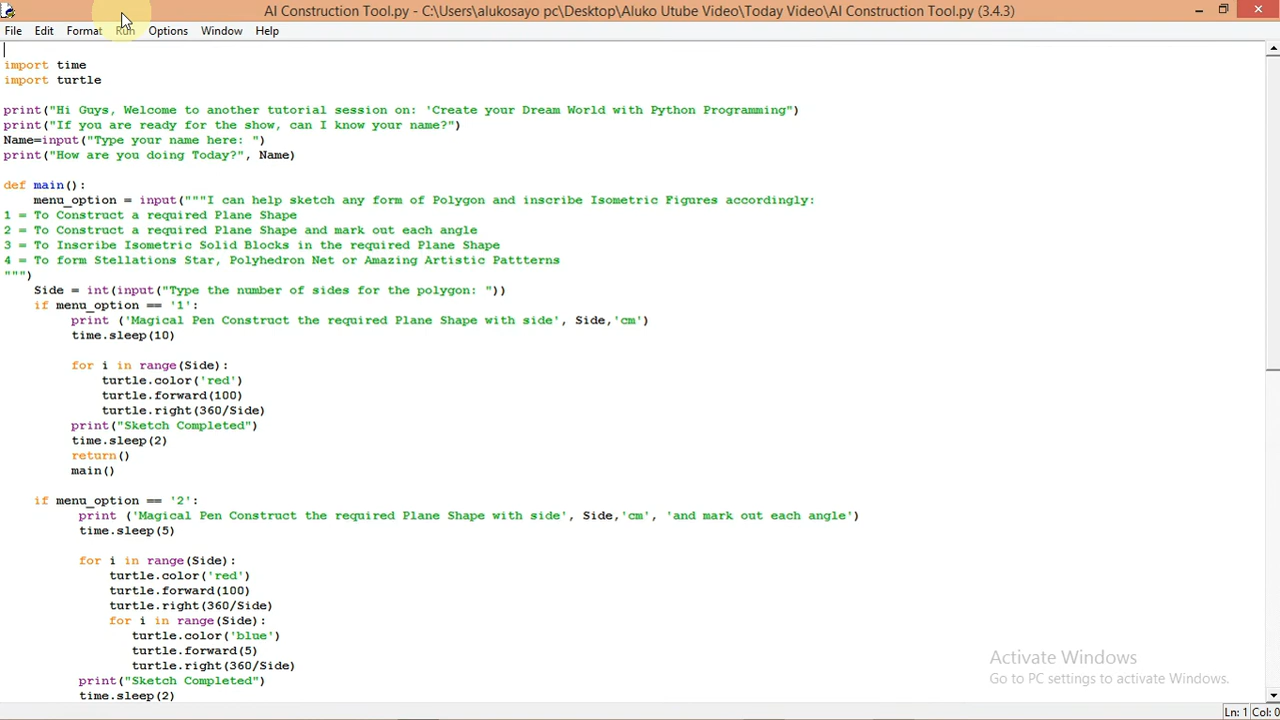 AI Construction Tool.py - C:\Users\alukosayo pc\Desktop\Aluko Utube Video\Today Video\AI Construction Tool.py (3.4.3)
File Edit Format Run Options Window Help
import time
import turtle
print("Hi Guys, Welcome to another tutorial session on: 'Create your Dream World with Python Programming")
print("If you are ready for the show, can I know your name?")
Name=input("Type your name here: ")
print("How are you doing Today?", Name)
def main():
    menu_option = input("""I can help sketch any form of Polygon and inscribe Isometric Figures accordingly:
1 = To Construct a required Plane Shape
2 = To Construct a required Plane Shape and mark out each angle
3 = To Inscribe Isometric Solid Blocks in the required Plane Shape
4 = To form Stellations Star, Polyhedron Net or Amazing Artistic Pattterns
""")
    Side = int(input("Type the number of sides for the polygon: "))
    if menu_option == '1':
         print ('Magical Pen Construct the required Plane Shape with side', Side,'cm')
         time.sleep(10)
         for i in range(Side):
             turtle.color('red')
             turtle.forward(100)
             turtle.right(360/Side)
         print("Sketch Completed")
         time.sleep(2)
         return()
         main()
    if menu_option == '2':
          print ('Magical Pen Construct the required Plane Shape with side', Side,'cm', 'and mark out each angle')
          time.sleep(5)
          for i in range(Side):
              turtle.color('red')
              turtle.forward(100)
              turtle.right(360/Side)
              for i in range(Side):
                 turtle.color('blue')
                 turtle.forward(5)
                 turtle.right(360/Side)
          print("Sketch Completed")
          time.sleep(2)
Activate Windows
Go to PC settings to activate Windows.
Ln: 1 Col: 0